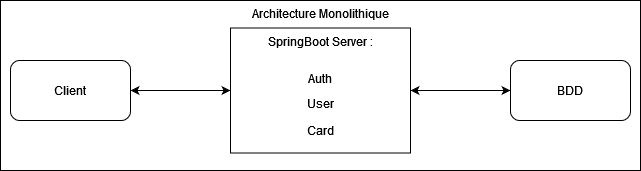 Architecture Monolithique
SpringBoot Server :
Auth
Client
User
BDD
Card